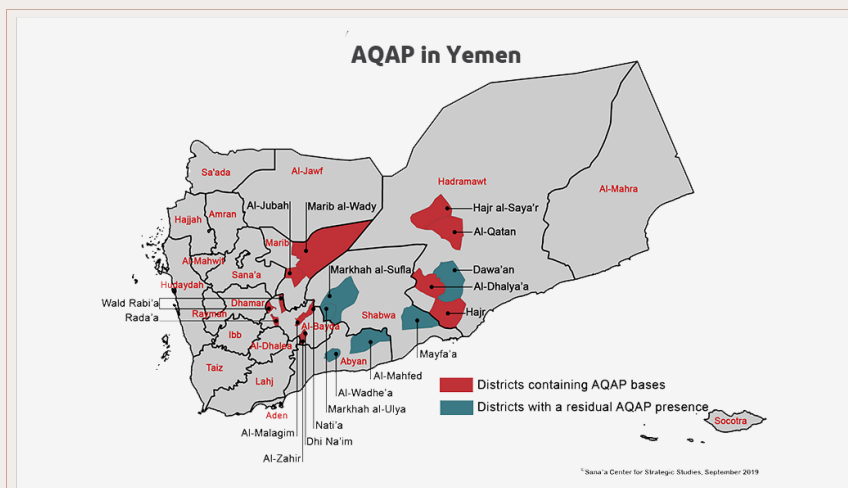 AQAP in Yemen
Sa'ada
Al-Jawf
Hadramawt
Al-Mahra
Al-Jubah
Marib al-Wady
Hajjah
Amran
Hajr al-Saya'r
Al-Qatan
Marib
Al-Mahwit
Sana'a
Markhah al-Sufla
Dawa'an
Al-Dhalya'a
Hudaydah
Wald Rabi'a
Dhamar
Rada'a
Raymah
Shabwa
Hajr
Al-Bayda
Ibb
Al-Dhalea
Abyan
Mayfa'a
Taiz
Lahj
Al-Mahfed
Districts containing AQAP bases
Al-Wadhe'a
Markhah al-Ulya
Districts with a residual AQAP presence
Aden
Nati'a
Socotra
Al-Malagim
Dhi Na'im
Al-Zahir
©Sana'a Center for Strategic Studies, September 2019